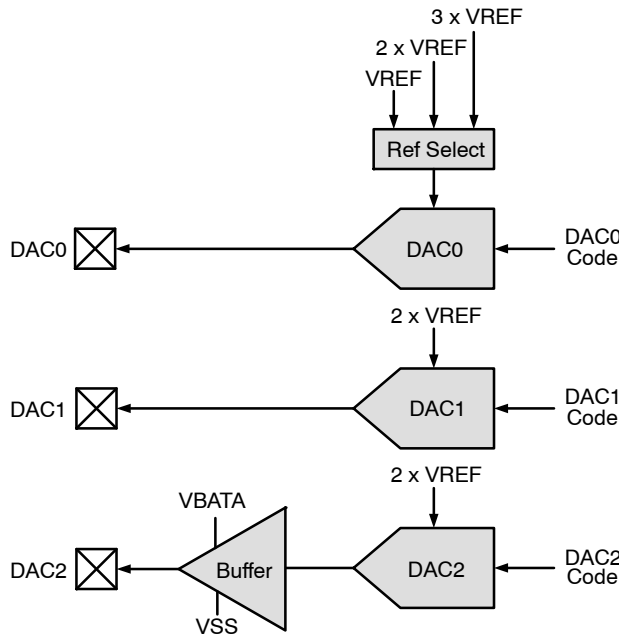 3 x VREF
2 x VREF
VREF
Ref Select
DAC0
DAC0
DAC0
Code
2 x VREF
DAC1
DAC1
DAC1
Code
2 x VREF
VBATA
DAC2
Buffer
DAC2
DAC2
Code
VSS